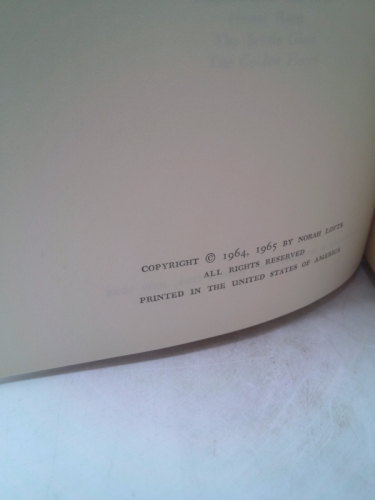 COPYRIGHT © 1964, 1965 BY NORAH LOFTS
ALL RIGHTS RESERVED
PRINTED IN THE UNITED STATES OF AMERICA